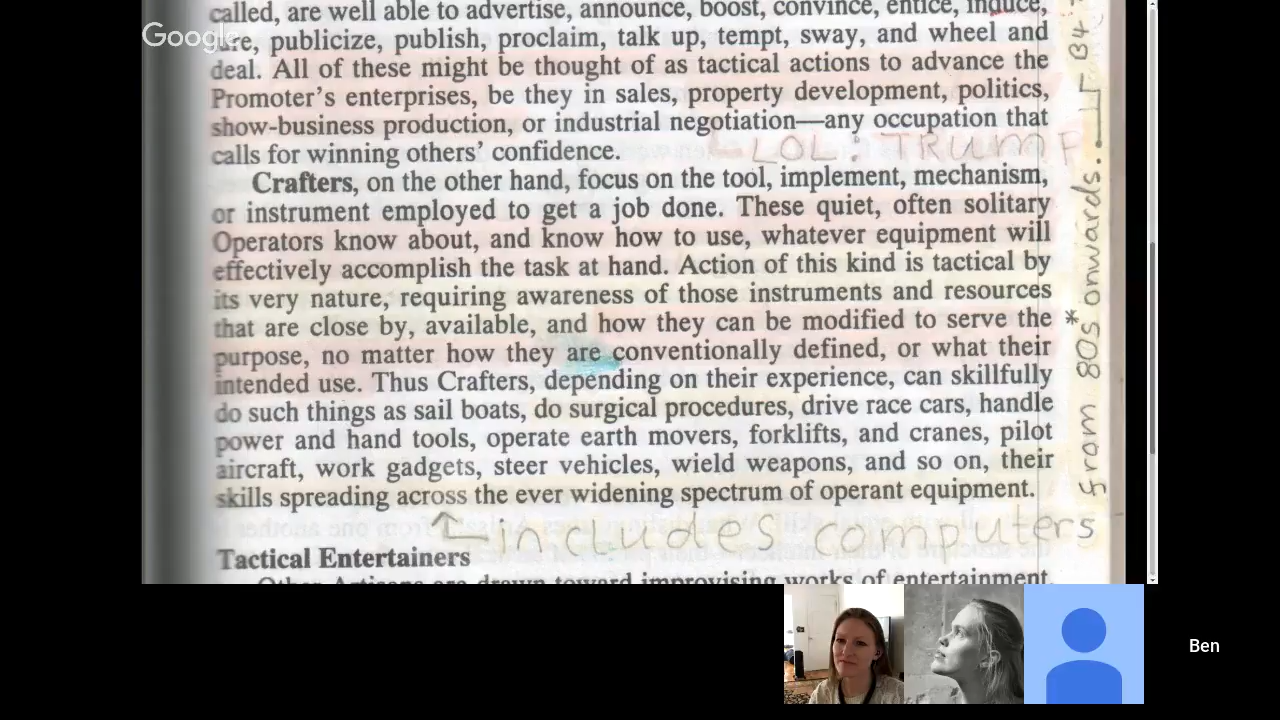 called, are well able to advertise, announce, boost, convince, entice, induce,
Google
lure, publicize, publish, proclaim, talk up, tempt, sway, and wheel and
deal. All of these might be thought of as tactical actions to advance the
Promoter's enterprises, be they in sales, property development, politics,
show-business production, or industrial negotiation—any occupation that
calls for winning others' confidence.
LOL: TRUMP
Crafters, on the other hand, focus on the tool, implement, mechanism,
or instrument employed to get a job done. These quiet, often solitary
Operators know about, and know how to use, whatever equipment will
effectively accomplish the task at hand. Action of this kind is tactical by
its very nature, requiring awareness of those instruments and resources
that are close by, available, and how they can be modified to serve the *
purpose, no matter how they are conventionally defined, or what their
intended use. Thus Crafters, depending on their experience, can skillfully
do such things as sail boats, do surgical procedures, drive race cars, handle
power and hand tools, operate earth movers, forklifts, and cranes, pilot
aircraft, work gadgets, steer vehicles, wield weapons, and so on, their
skills spreading across the ever widening spectrum of operant equipment.
includes computers
from 80s onwards.
Tactical Entertainers
Other Artisans are drawn toward improvising works of entertainment,
Ben